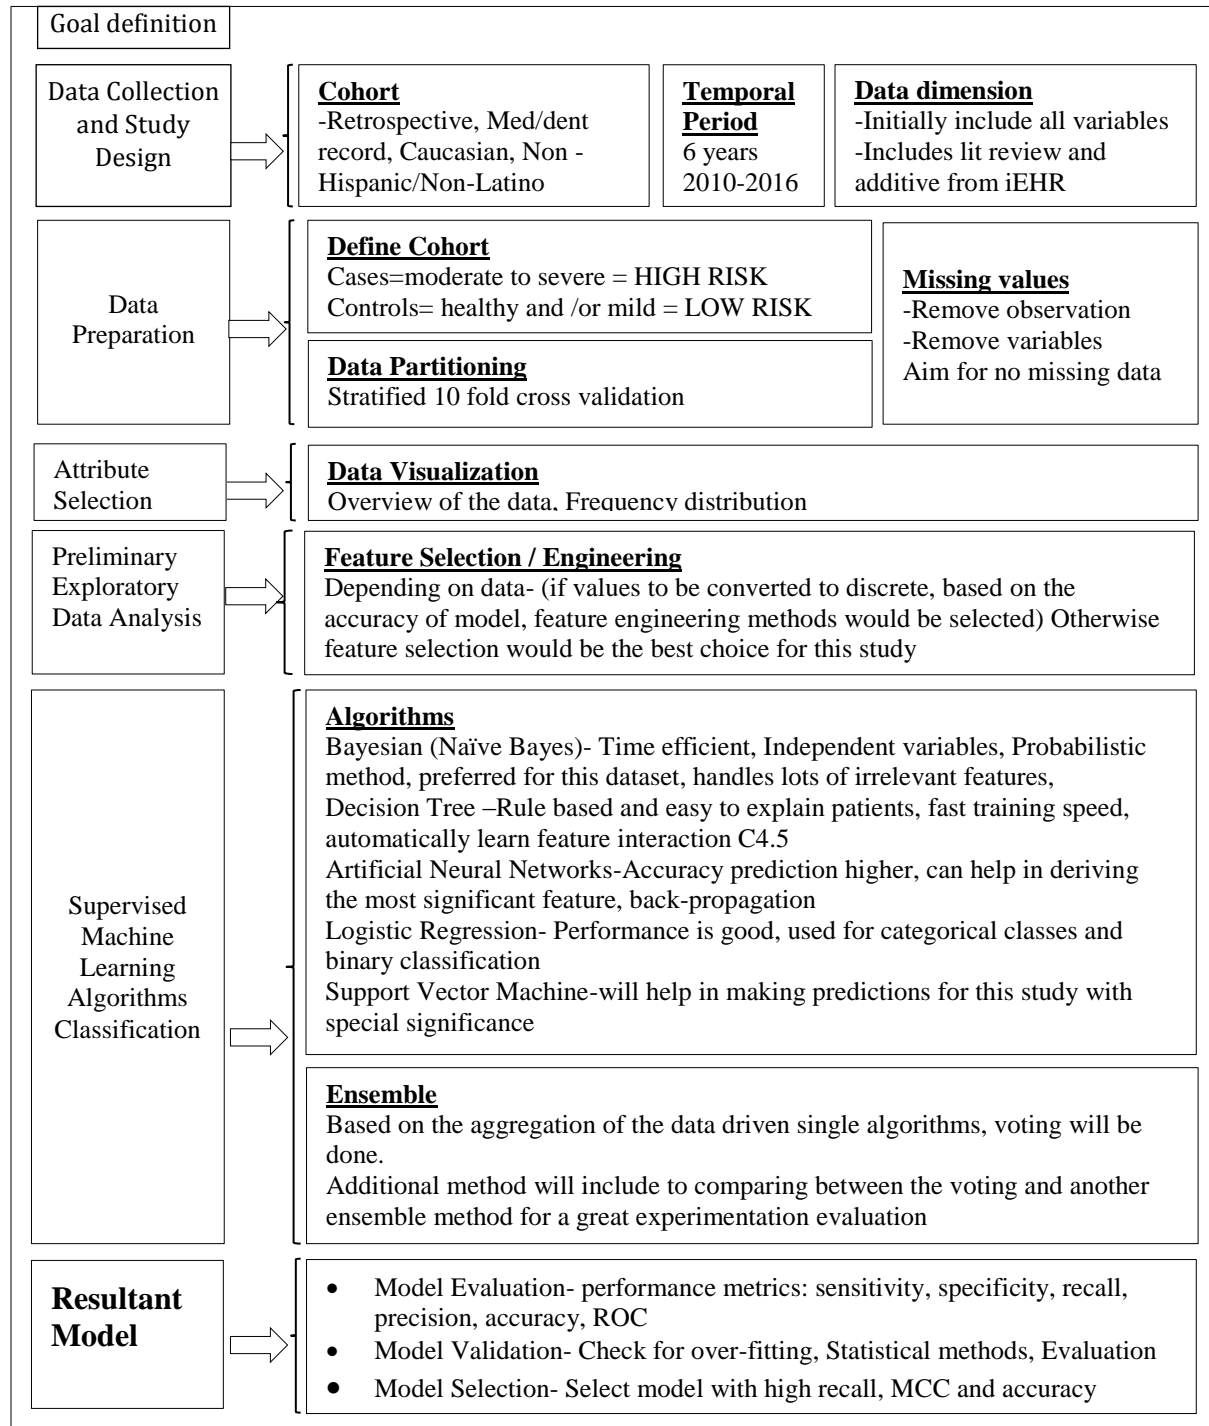 Goal definition
Data Collection
and Study
Design
Cohort
-Retrospective, Med/dent
record, Caucasian, Non -
Hispanic/Non-Latino
Temporal
Period
6 years
2010-2016
Data dimension
-Initially include all variables
-Includes lit review and
additive from iEHR
Data
Preparation
Define Cohort
Cases=moderate to severe = HIGH RISK
Controls= healthy and /or mild = LOW RISK
Data Partitioning
Stratified 10 fold cross validation
Missing values
-Remove observation
-Remove variables
Aim for no missing data
Attribute
Selection
Data Visualization
Overview of the data, Frequency distribution
Preliminary
Exploratory
Data Analysis
Feature Selection / Engineering
Depending on data- (if values to be converted to discrete, based on the
accuracy of model, feature engineering methods would be selected) Otherwise
feature selection would be the best choice for this study
Supervised
Machine
Learning
Algorithms
Classification
Algorithms
Bayesian (Naïve Bayes)- Time efficient, Independent variables, Probabilistic
method, preferred for this dataset, handles lots of irrelevant features,
Decision Tree –Rule based and easy to explain patients, fast training speed,
automatically learn feature interaction C4.5
Artificial Neural Networks-Accuracy prediction higher, can help in deriving
the most significant feature, back-propagation
Logistic Regression- Performance is good, used for categorical classes and
binary classification
Support Vector Machine-will help in making predictions for this study with
special significance
Ensemble
Based on the aggregation of the data driven single algorithms, voting will be
done.
Additional method will include to comparing between the voting and another
ensemble method for a great experimentation evaluation
Resultant
Model
• Model Evaluation- performance metrics: sensitivity, specificity, recall,
precision, accuracy, ROC
• Model Validation- Check for over-fitting, Statistical methods, Evaluation
• Model Selection- Select model with high recall, MCC and accuracy